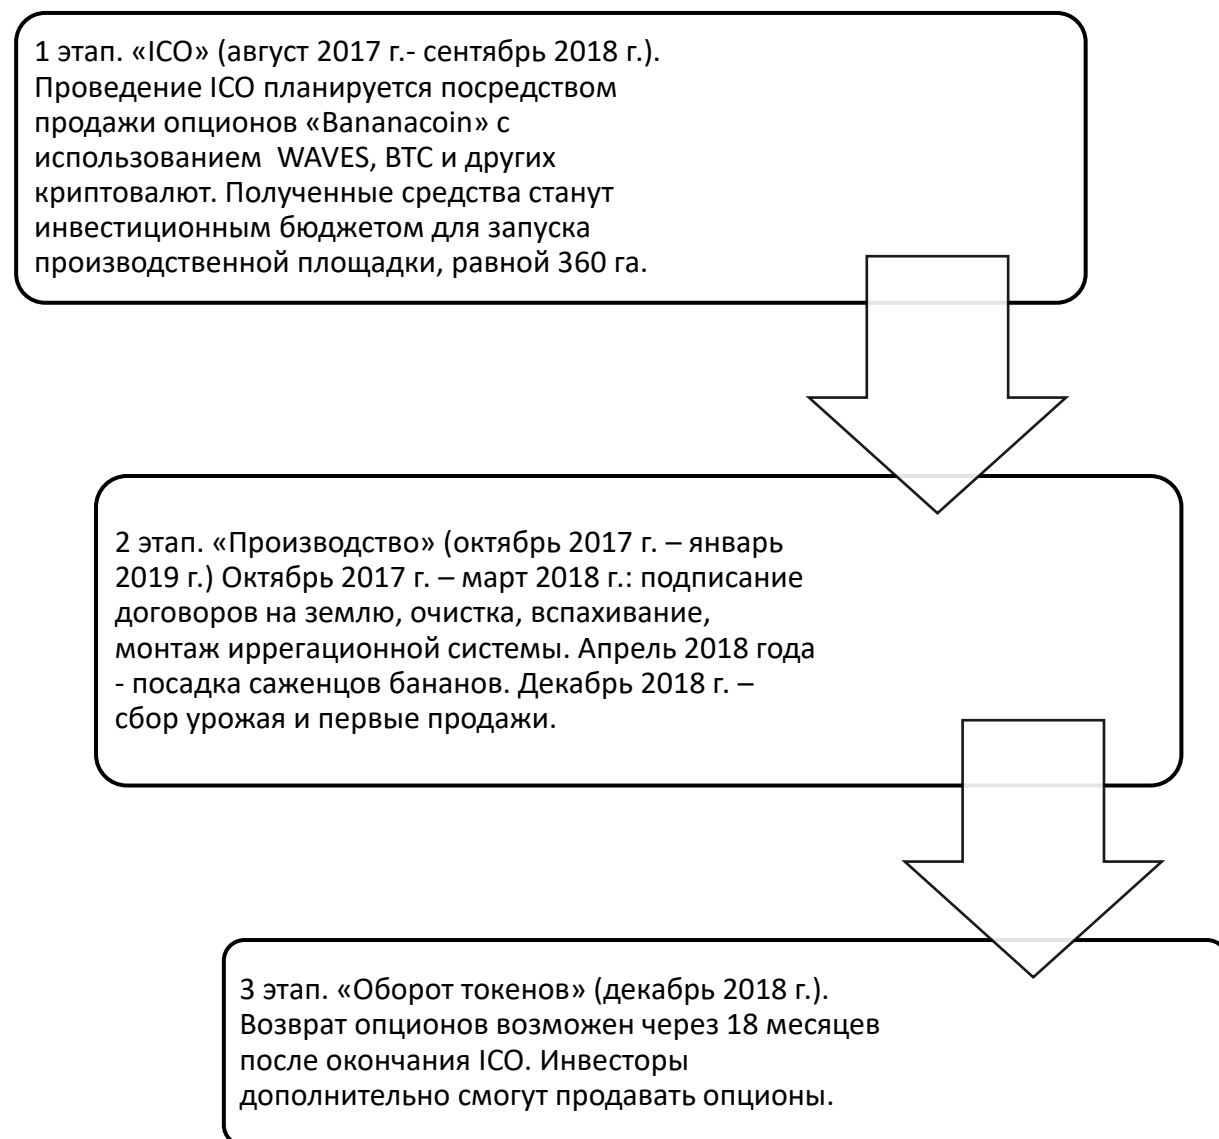 1 этап. «ICO» (август 2017 г.- сентябрь 2018 г.).
Проведение ICO планируется посредством
продажи опционов «Bananacoin» с
использованием  WAVES, BTC и других
криптовалют. Полученные средства станут
инвестиционным бюджетом для запуска
производственной площадки, равной 360 га.
2 этап. «Производство» (октябрь 2017 г. – январь
2019 г.) Октябрь 2017 г. – март 2018 г.: подписание
договоров на землю, очистка, вспахивание,
монтаж иррегационной системы. Апрель 2018 года
- посадка саженцов бананов. Декабрь 2018 г. –
сбор урожая и первые продажи.
3 этап. «Оборот токенов» (декабрь 2018 г.).
Возврат опционов возможен через 18 месяцев
после окончания ICO. Инвесторы
дополнительно смогут продавать опционы.